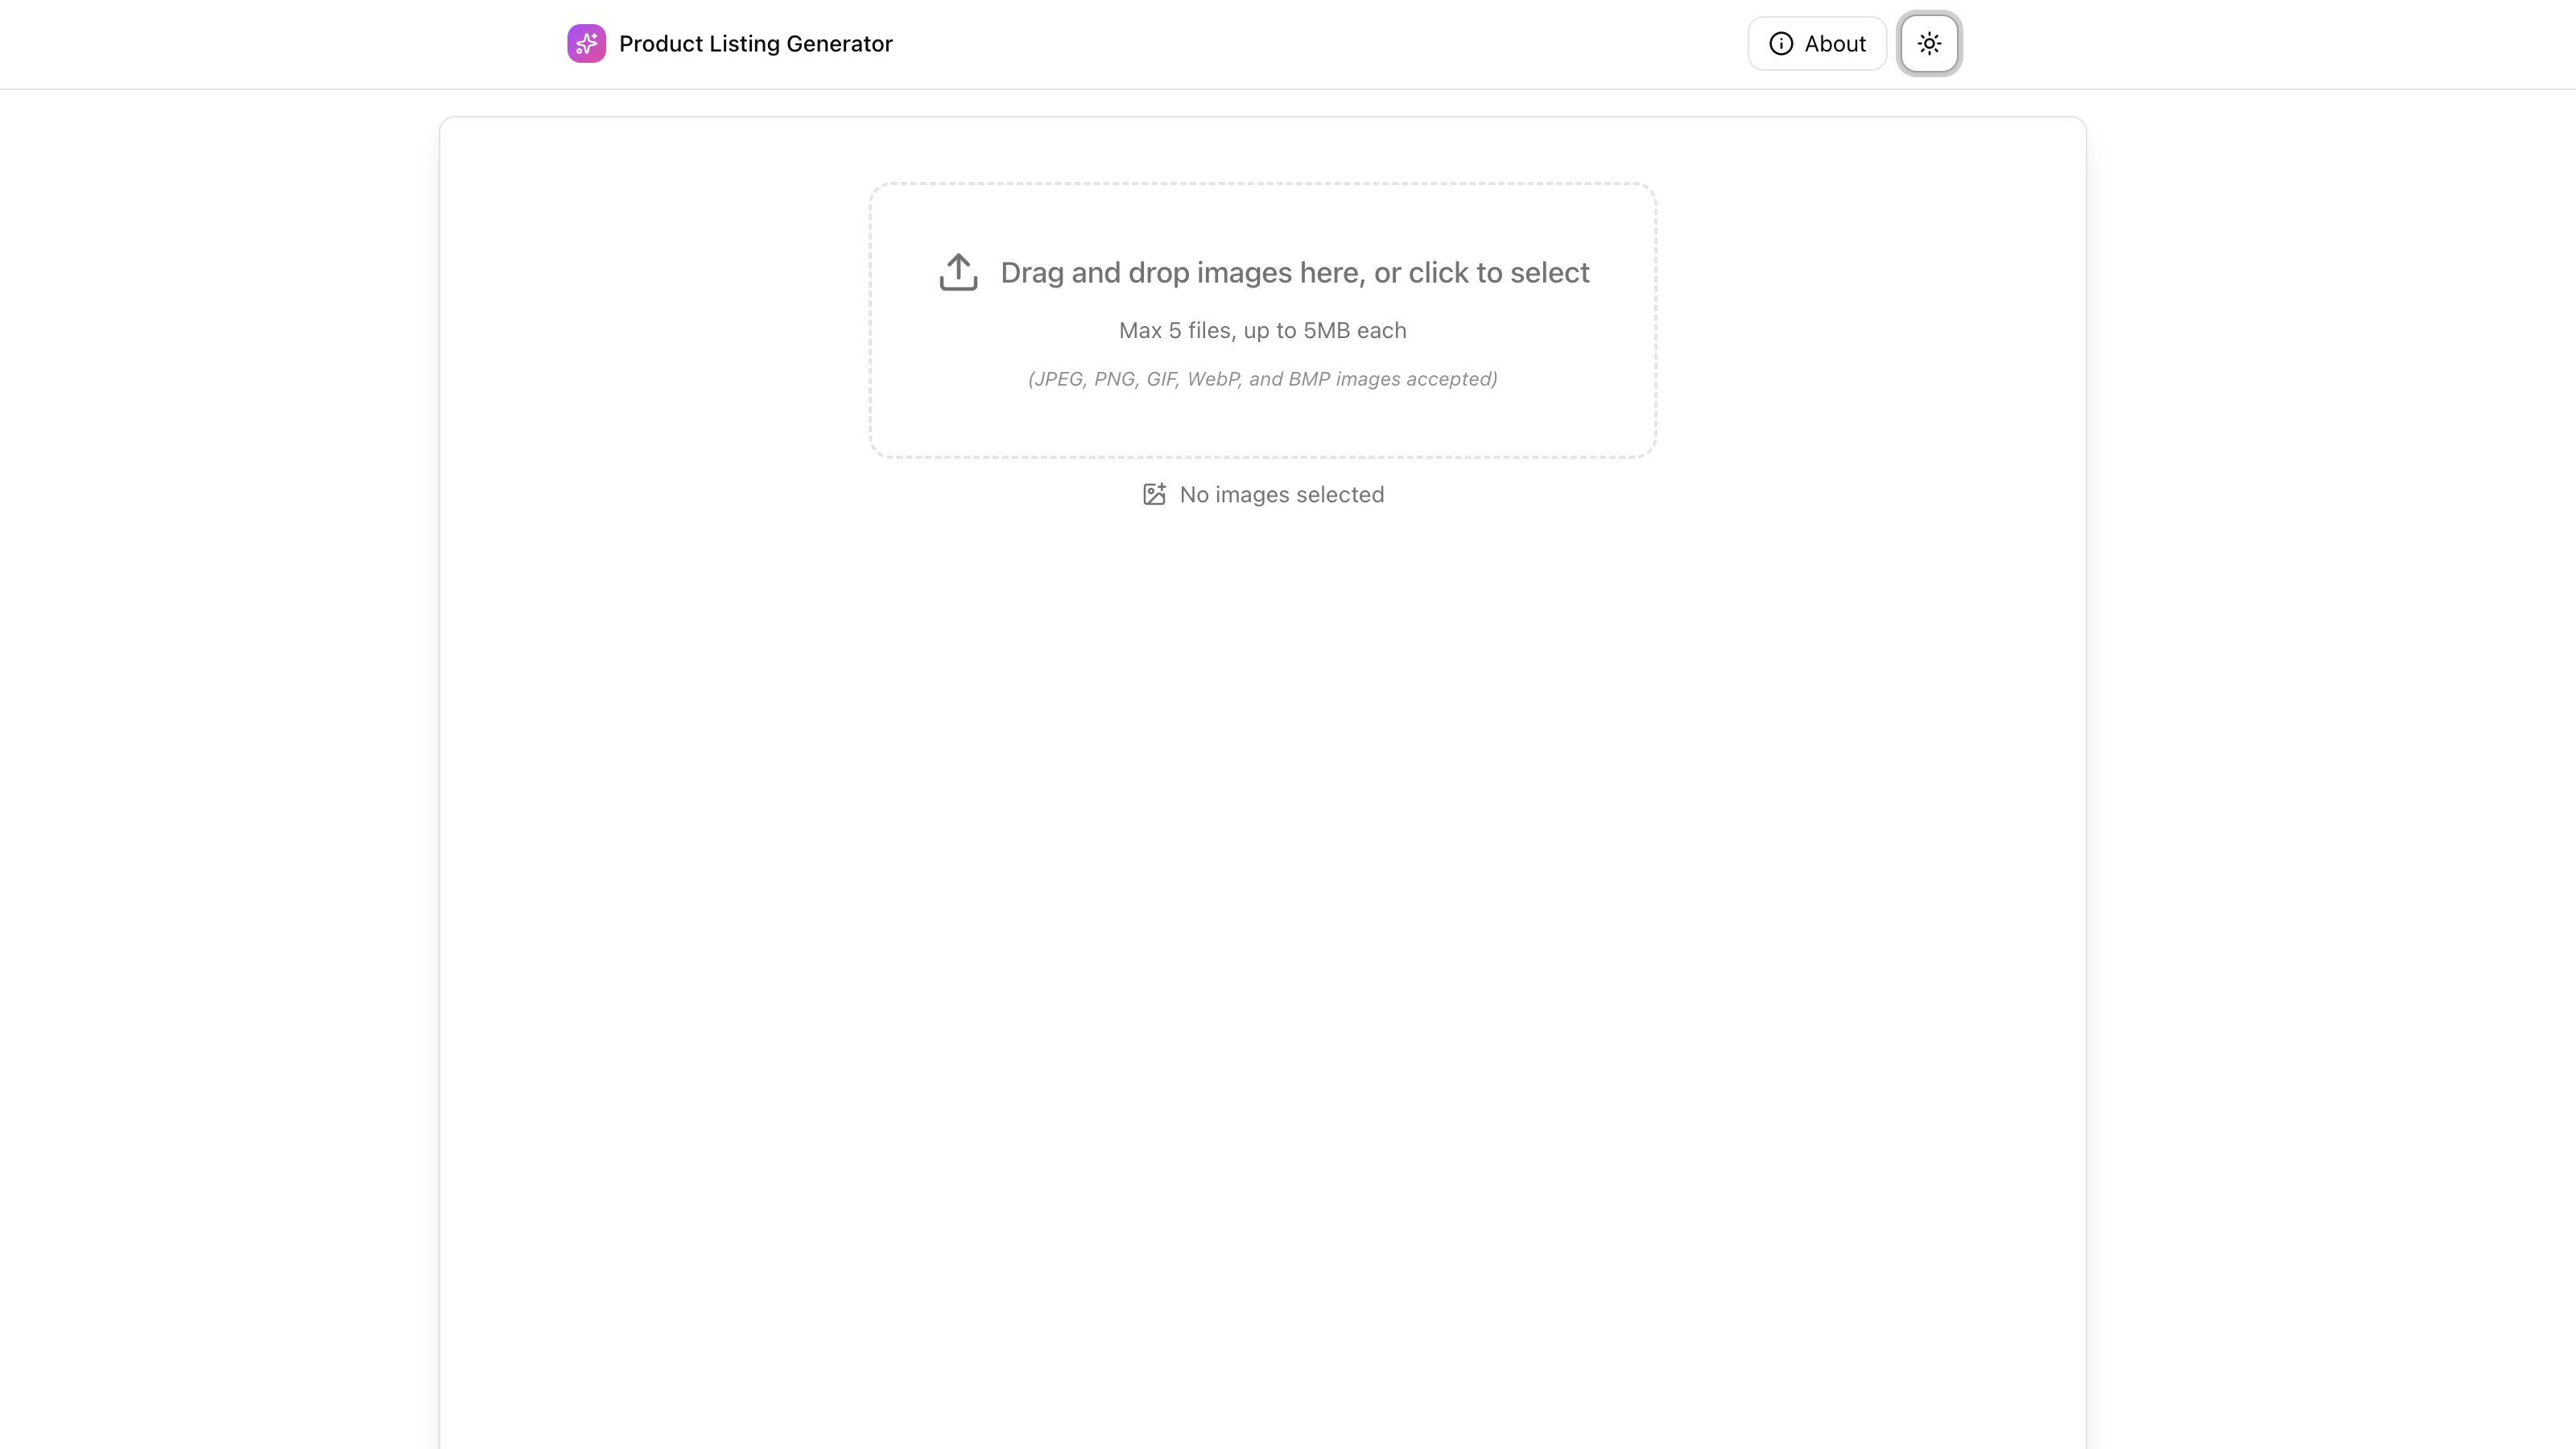 Product Listing Generator
About
Drag and drop images here, or click to select
Max 5 files, up to 5MB each
(JPEG, PNG, GIF, WebP, and BMP images accepted)
No images selected